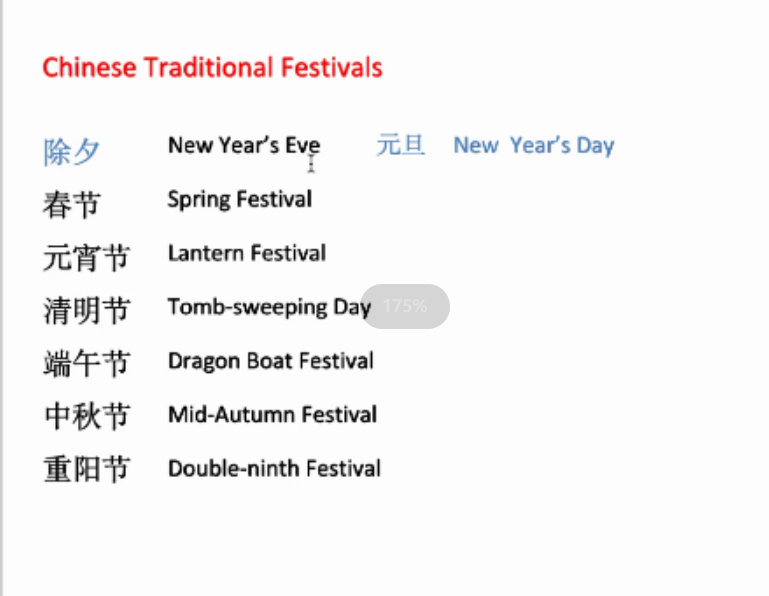 Chinese Traditional Festivals
除夕 New Year's Eve 元旦 New Year's Day
春节 Spring Festival
元宵节 Lantern Festival
清明节 Tomb-sweeping Day 175%
端午节 Dragon Boat Festival
中秋节 Mid-Autumn Festival
重阳节 Double-ninth Festival